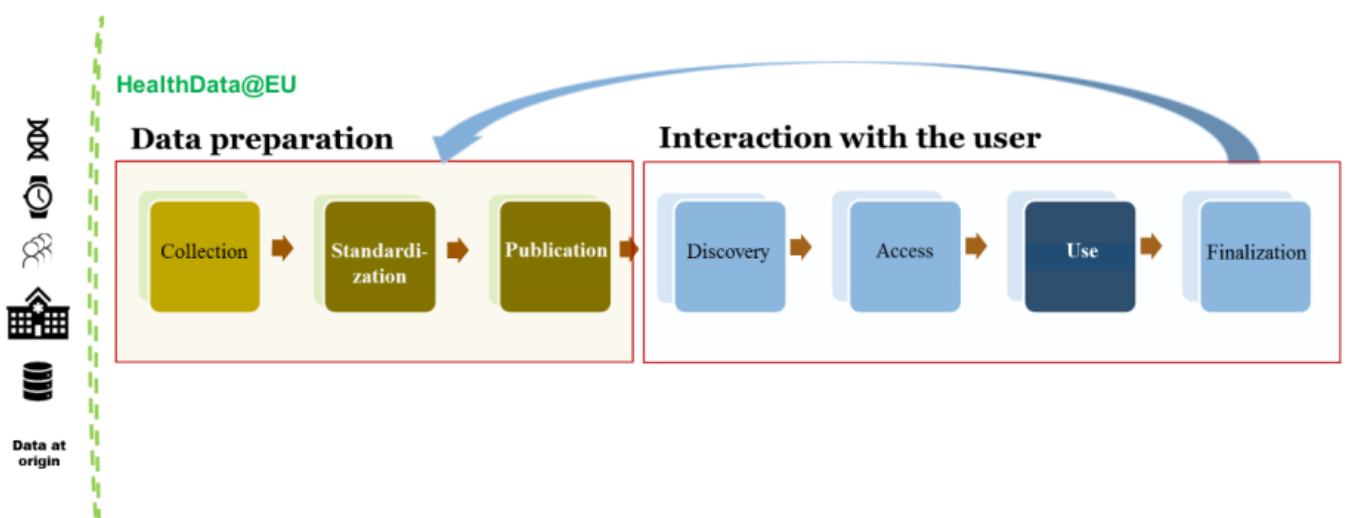 HealthData@EU
Data preparation
Interaction with the user
Collection
Standardi-
zation
Publication
Discovery
Access
Use
Finalization
Data at
origin